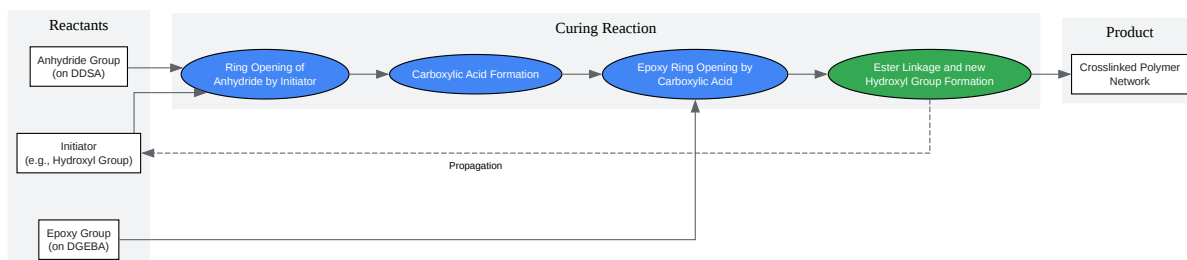 Reactants
Curing Reaction
Product
Anhydride Group
(on DDSA)
Ring Opening of
Anhydride by Initiator
Carboxylic Acid Formation
Epoxy Ring Opening by
Carboxylic Acid
Ester Linkage and new
Hydroxyl Group Formation
Crosslinked Polymer
Network
Initiator
(e.g., Hydroxyl Group)
Propagation
Epoxy Group
(on DGEBA)